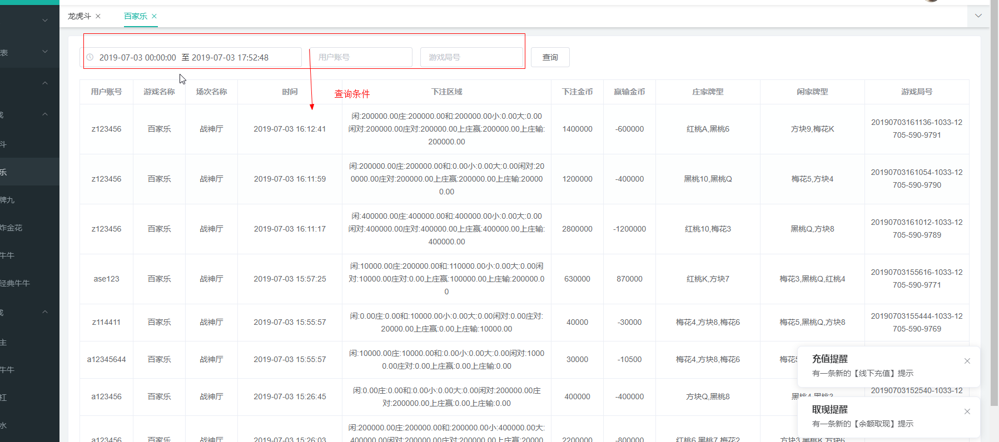 龙虎斗
百家乐
表
2019-07-03 00:00:00 至 2019-07-03 17:52:48
用户账号
游戏局号
查询
查询条件
用户账号 游戏名称 场次名称 时间 下注区域 下注金币 赢输金币 庄家牌型 闲家牌型 游戏局号
z123456 百家乐 战神厅 2019-07-03 16:12:41
闲:200000.00庄:200000.00和:200000.00小:0.00大:0.00
闲对:200000.00庄对:200000.00上庄赢:200000.00上庄输:
200000.00
1400000 -600000 红桃A,黑桃6 方块9,梅花K
20190703161136-1033-12
705-590-9791
z123456 百家乐 战神厅 2019-07-03 16:11:59
闲:200000.00庄:200000.00和:0.00小:0.00大:0.00闲对:20
0000.00庄对:200000.00上庄赢:200000.00上庄输:20000
0.00
1200000 -400000 黑桃10,黑桃Q 梅花5,方块4
20190703161054-1033-12
705-590-9790
z123456 百家乐 战神厅 2019-07-03 16:11:17
闲:400000.00庄:400000.00和:400000.00小:0.00大:0.00
闲对:400000.00庄对:400000.00上庄赢:400000.00上庄输:
400000.00
2800000 -1200000 红桃10,梅花3 黑桃Q,方块8
20190703161012-1033-12
705-590-9789
ase123 百家乐 战神厅 2019-07-03 15:57:25
闲:10000.00庄:200000.00和:110000.00小:0.00大:0.00闲
对:10000.00庄对:0.00上庄赢:100000.00上庄输:200000.0
0
630000 870000 红桃K,方块7 梅花3,黑桃Q,红桃4
20190703155616-1033-12
705-590-9771
z114411 百家乐 战神厅 2019-07-03 15:55:57
闲:0.00庄:0.00和:10000.00小:0.00大:0.00闲对:0.00庄对:
20000.00上庄赢:0.00上庄输:10000.00
40000 -30000 梅花4,方块8,梅花6 梅花5,黑桃Q,方块8
20190703155444-1033-12
705-590-9769
a12345644 百家乐 战神厅 2019-07-03 15:55:57
闲:10000.00庄:10000.00和:0.00小:0.00大:0.00闲对:1000
0.00庄对:0.00上庄赢:0.00上庄输:0.00
30000 -10500 梅花4,方块8,梅花6 梅花
a123456 百家乐 战神厅 2019-07-03 15:26:45
闲:0.00庄:0.00和:0.00小:0.00大:0.00闲对:200000.00庄
对:200000.00上庄赢:0.00上庄输:0.00
400000 -400000 方块Q,黑桃8 黑桃4,黑桃3
20190703152540-1033-12
a123456 百家乐 战神厅 2019-07-03 15:26:03
闲:200000.00庄:200000.00和:200000.00小:400000.00大:
400000.00闲对:200000.00庄对:200000.00上庄赢:20000
2200000 -800000 红桃6,黑桃7,梅花2 方块3,黑桃K,方块6
斗
乐
牌九
炸金花
牛牛
经典牛牛
主
牛牛
杠
水
充值提醒
有一条新的【线下充值】提示
取现提醒
有一条新的【余额取现】提示